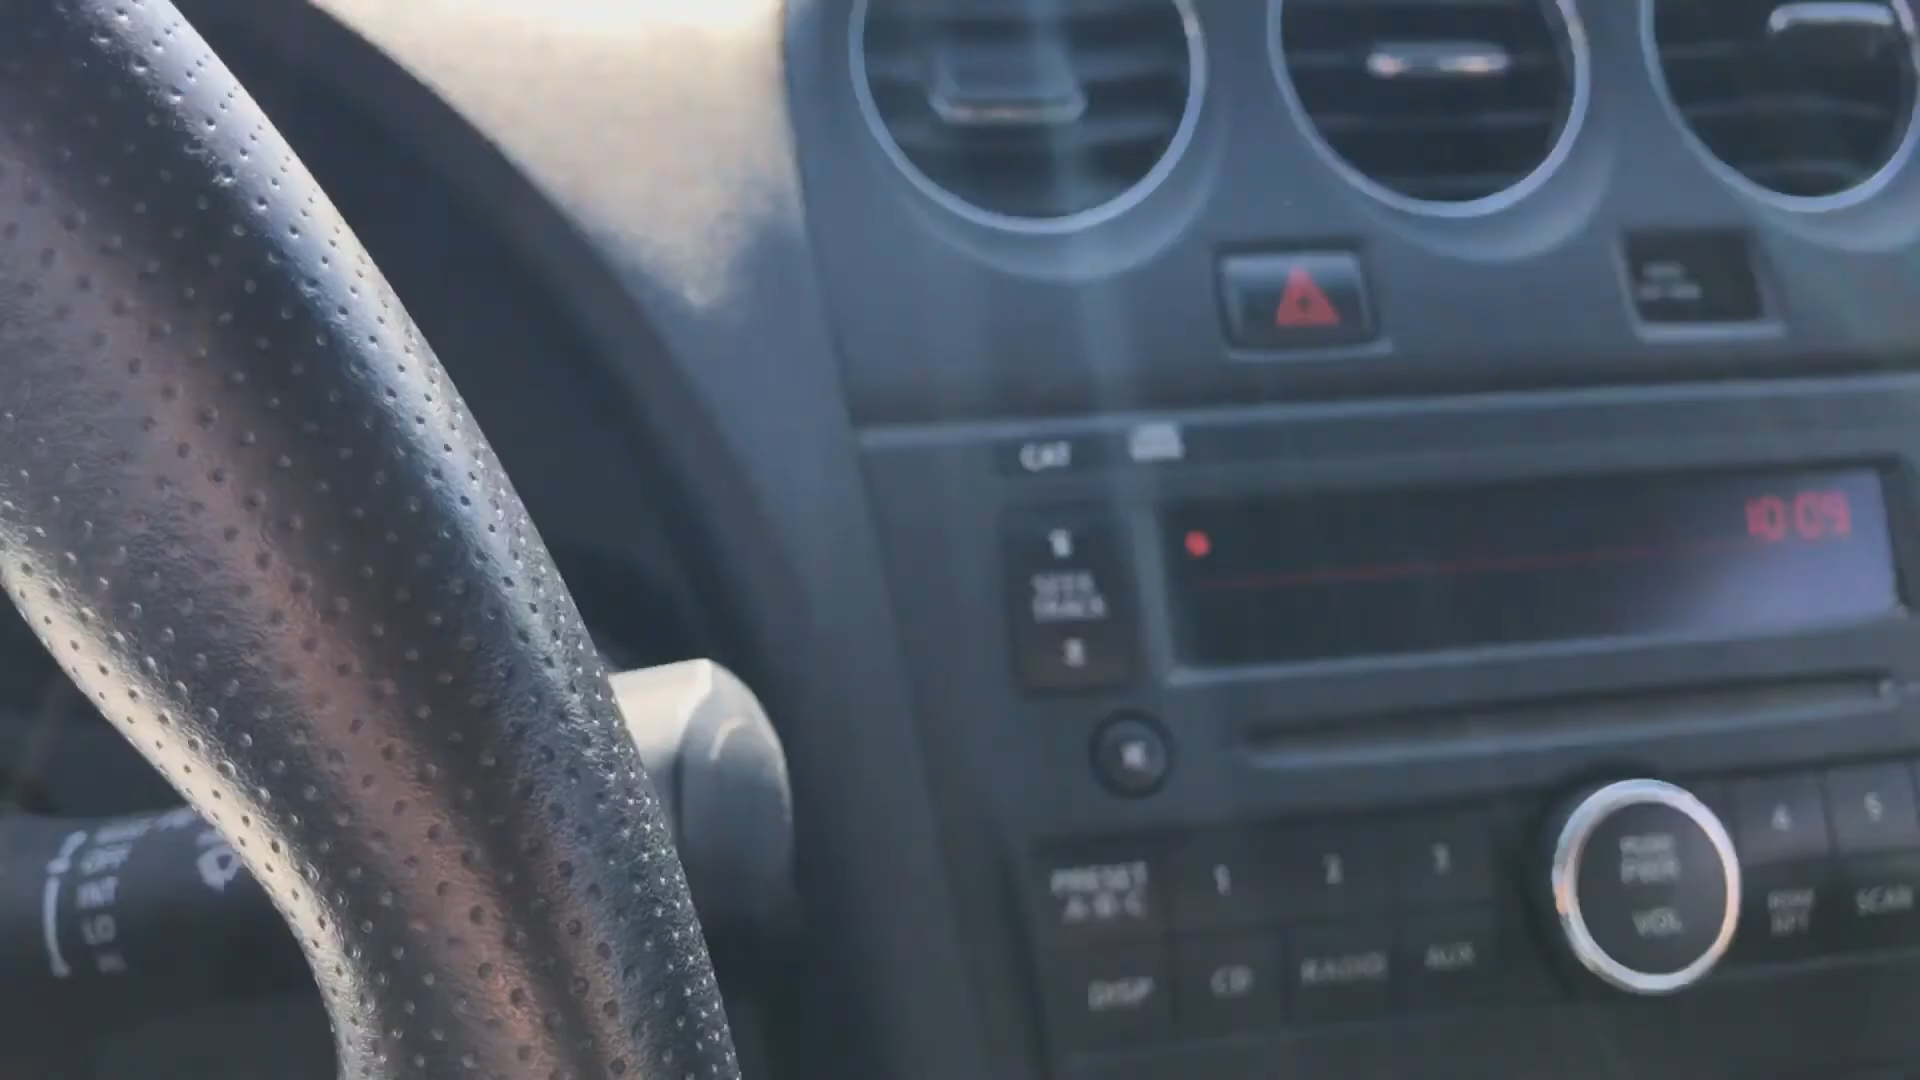 CAT
10:09
SEEK
TRACK
OFF
INT
LO
PRESET
A B C
1
2
3
PUSH
PWR
VOL
4
5
SCAN
DISP
CD
RADIO
AUX